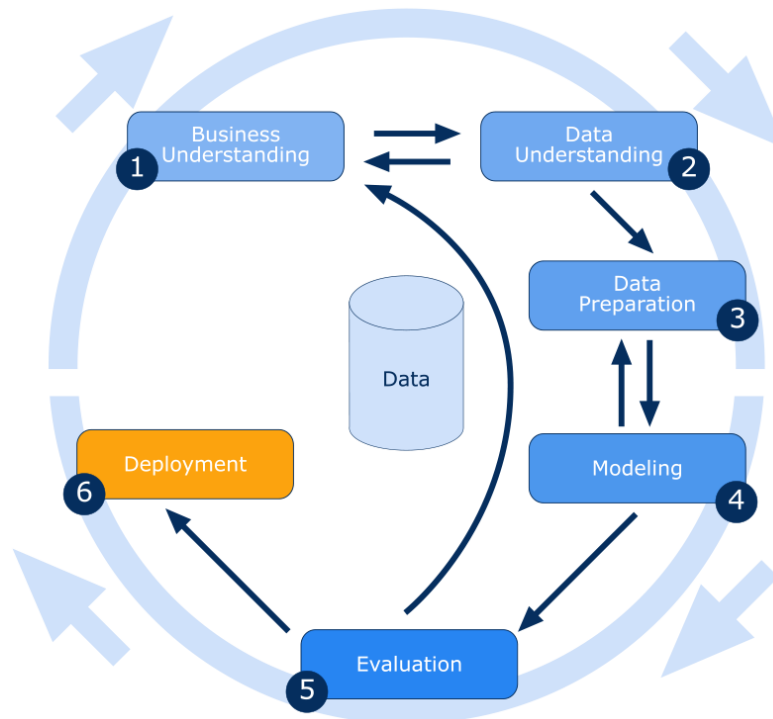 Business
Understanding
1
Data
Understanding
2
Data
Preparation
3
Data
Modeling
4
Deployment
6
Evaluation
5